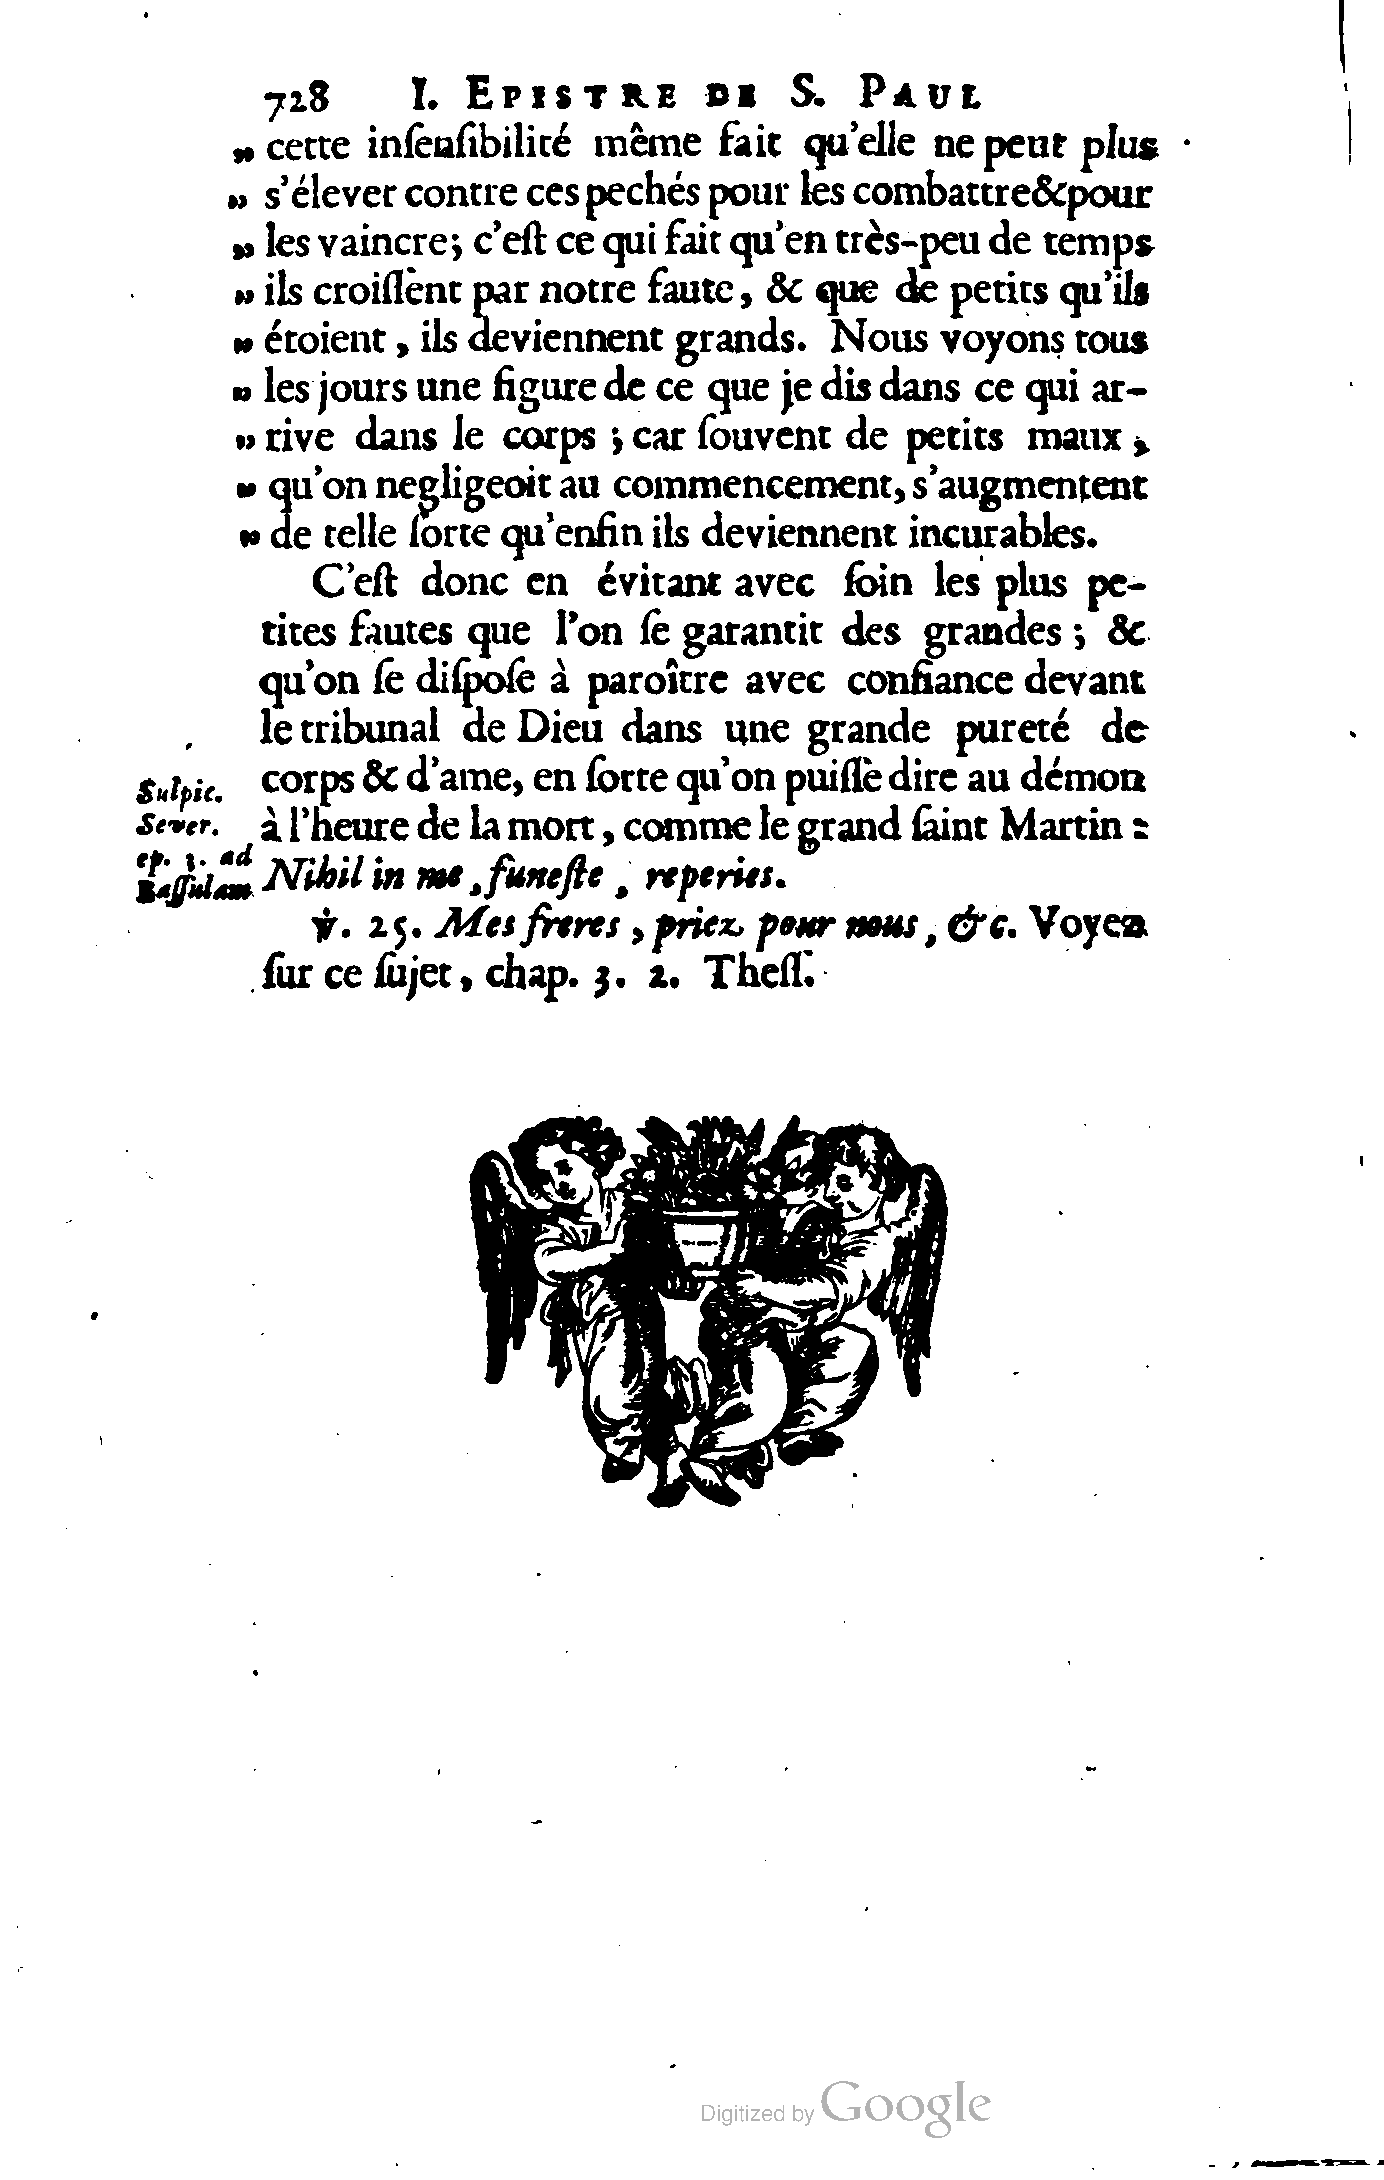 728 I. EPISTRE DE S. PAUL
„ cette inſenſibilité même fait qu'elle ne peut plus
„ s'élever contre ces pechés pour les combattre&pour
„ les vaincre; c'eſt ce qui fait qu'en très-peu de temps
„ ils croiſſent par notre faute, & que de petits qu'ils
„ étoient, ils deviennent grands. Nous voyons tous
„ les jours une figure de ce que je dis dans ce qui ar-
„ rive dans le corps; car ſouvent de petits maux,
„ qu'on negligeoit au commencement, s'augmentent
„ de telle ſorte qu'enfin ils deviennent incurables.
C'eſt donc en évitant avec ſoin les plus pe-
tites fautes que l'on ſe garantit des grandes; &
qu'on ſe diſpoſe à paroître avec confiance devant
le tribunal de Dieu dans une grande pureté de
corps & d'ame, en ſorte qu'on puiſſe dire au démon
à l'heure de la mort, comme le grand ſaint Martin :
Nihil in me, funeſte, reperies.
Sulpic.
Sever.
ep. 3. ad
Baſſulam
℣. 25. Mes freres, priez pour nous, &c. Voyez
ſur ce ſujet, chap. 3. 2. Theſſ.
Digitized by Google